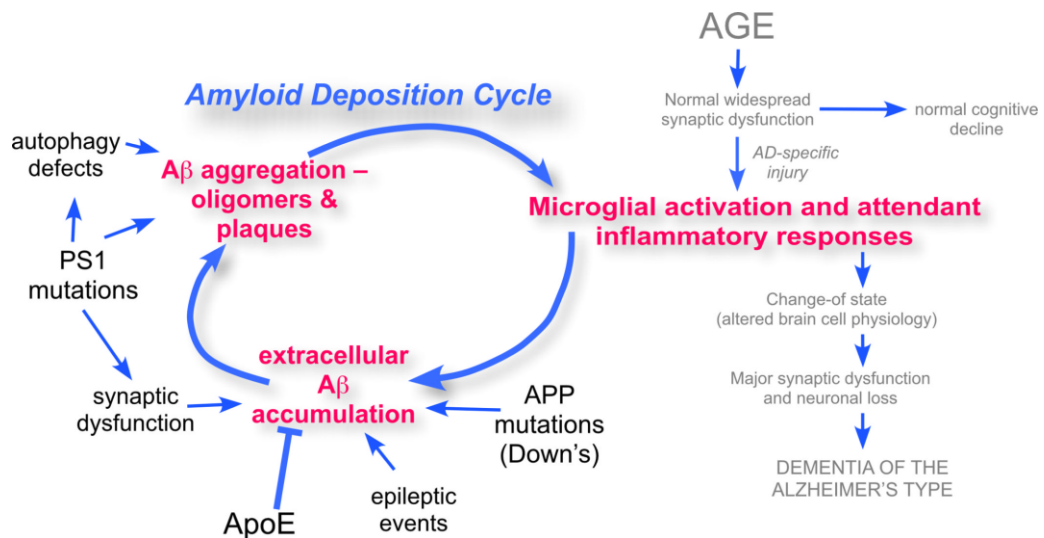 AGE
Amyloid Deposition Cycle
Normal widespread
synaptic dysfunction
normal cognitive
decline
AD-specific
injury
autophagy
defects
Aβ aggregation –
oligomers &
plaques
Microglial activation and attendant
inflammatory responses
PS1
mutations
Change-of state
(altered brain cell physiology)
extracellular
Aβ
accumulation
synaptic
dysfunction
APP
mutations
(Down's)
Major synaptic dysfunction
and neuronal loss
ApoE
epileptic
events
DEMENTIA OF THE
ALZHEIMER'S TYPE